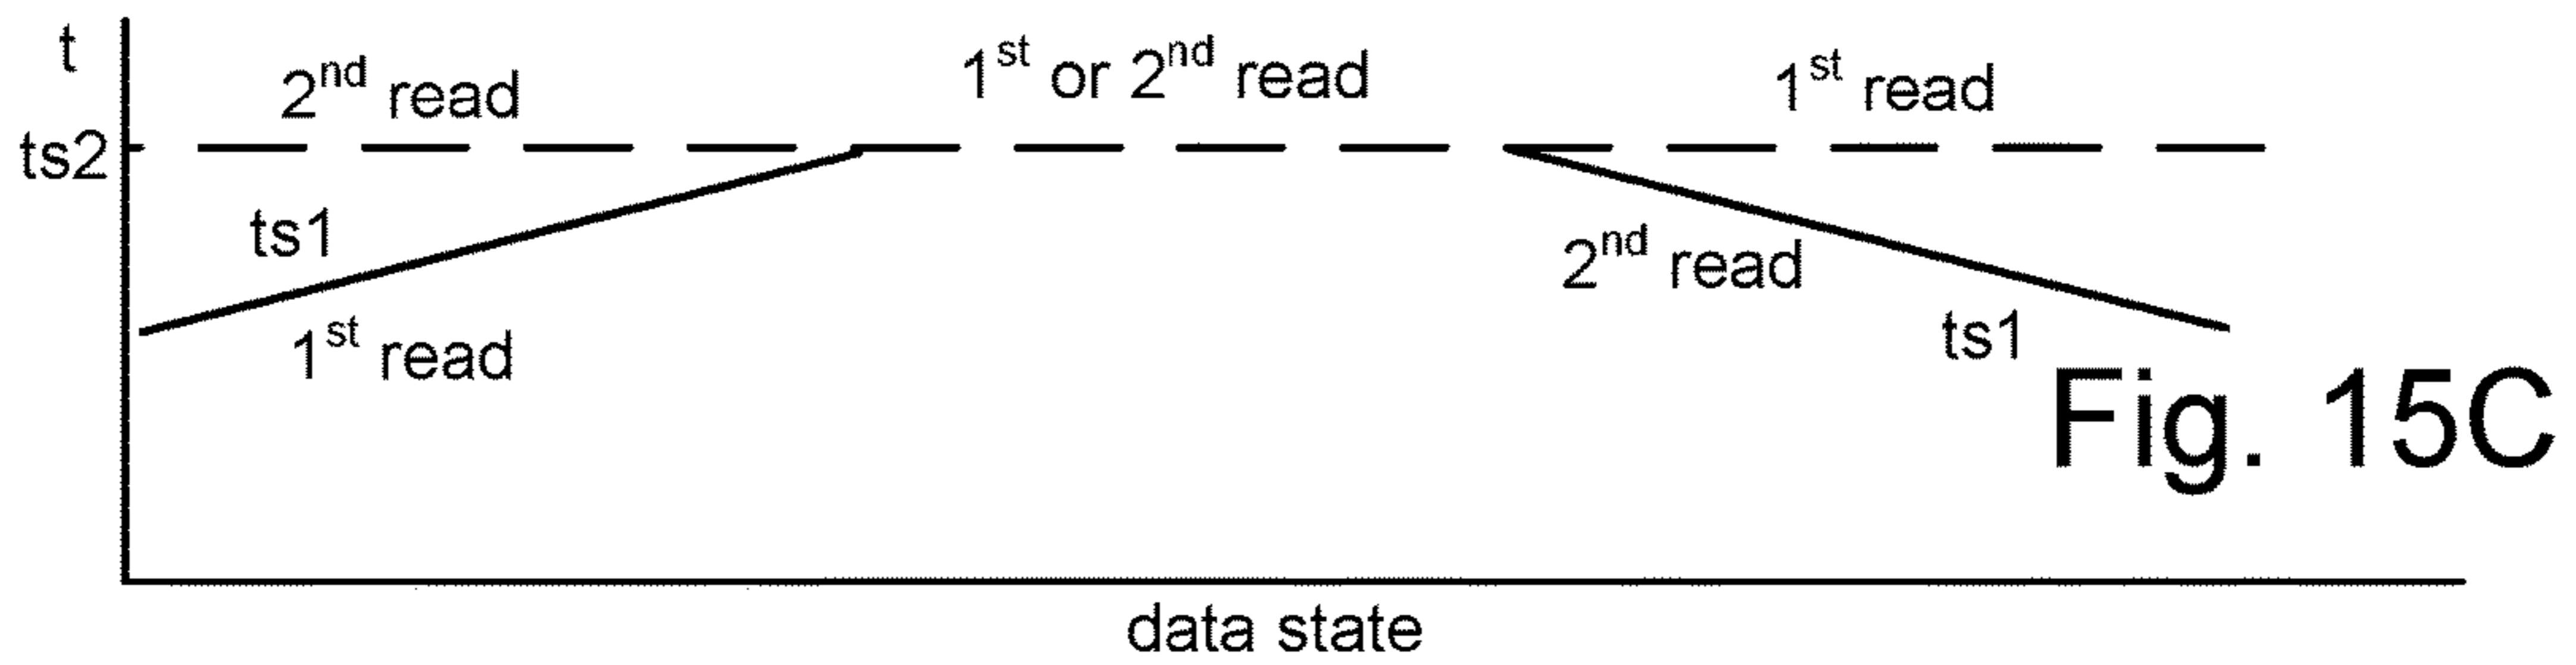 t
2nd read
1st or 2nd read
1st read
ts2
ts1
1st read
2nd read
ts1
Fig. 15C
data state